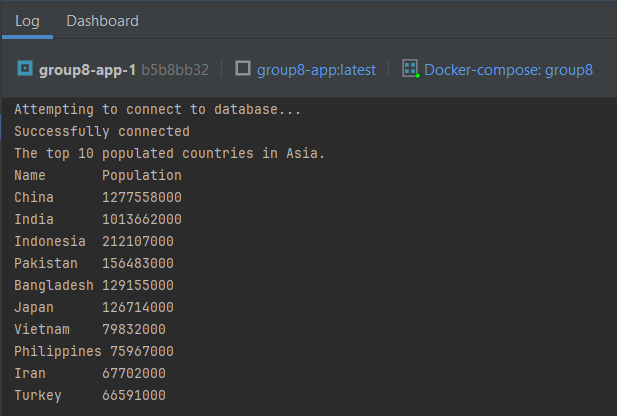 Log Dashboard
group8-app-1 b5b8bb32 group8-app:latest Docker-compose: group8
Attempting to connect to database...
Successfully connected
The top 10 populated countries in Asia.
Name Population
China 1277558000
India 1013662000
Indonesia 212107000
Pakistan 156483000
Bangladesh 129155000
Japan 126714000
Vietnam 79832000
Philippines 75967000
Iran 67702000
Turkey 66591000